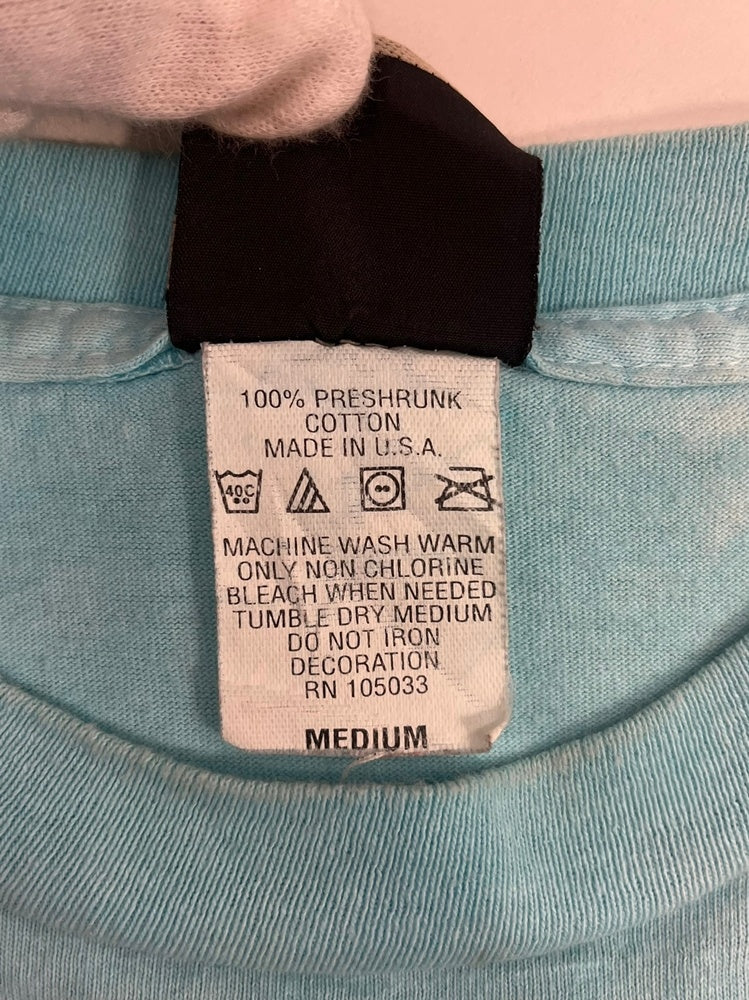 100% PRESHRUNK
COTTON
MADE IN U.S.A.
40C
MACHINE WASH WARM
ONLY NON CHLORINE
BLEACH WHEN NEEDED
TUMBLE DRY MEDIUM
DO NOT IRON
DECORATION
RN 105033
MEDIUM